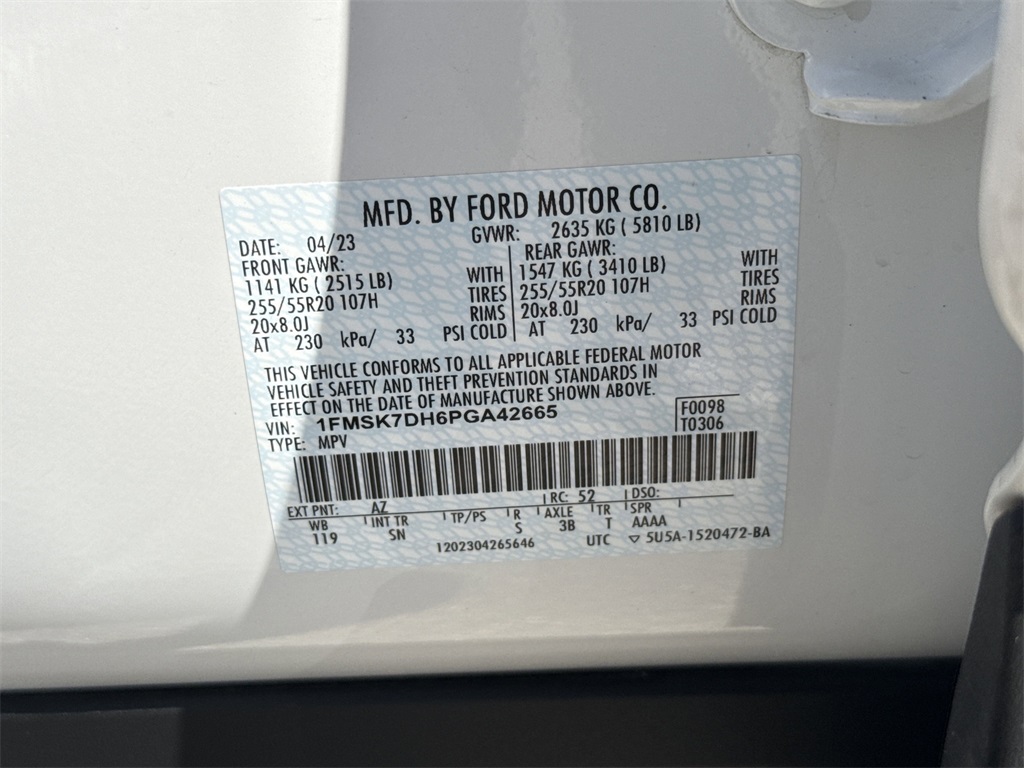 MFD. BY FORD MOTOR CO.
DATE: 04/23 GVWR: 2635 KG ( 5810 LB)
FRONT GAWR: REAR GAWR:
1141 KG ( 2515 LB) WITH 1547 KG ( 3410 LB) WITH
255/55R20 107H TIRES 255/55R20 107H TIRES
20x8.0J RIMS 20x8.0J RIMS
AT 230 kPa/ 33 PSI COLD AT 230 kPa/ 33 PSI COLD
THIS VEHICLE CONFORMS TO ALL APPLICABLE FEDERAL MOTOR
VEHICLE SAFETY AND THEFT PREVENTION STANDARDS IN
EFFECT ON THE DATE OF MANUFACTURE SHOWN ABOVE.
VIN: 1FMSK7DH6PGA42665 F0098
TYPE: MPV T0306
EXT PNT: AZ RC: 52 DSO:
WB INT TR TP/PS R AXLE TR SPR
119 SN S 3B T AAAA
1202304265646 UTC ▽ 5U5A-1520472-BA